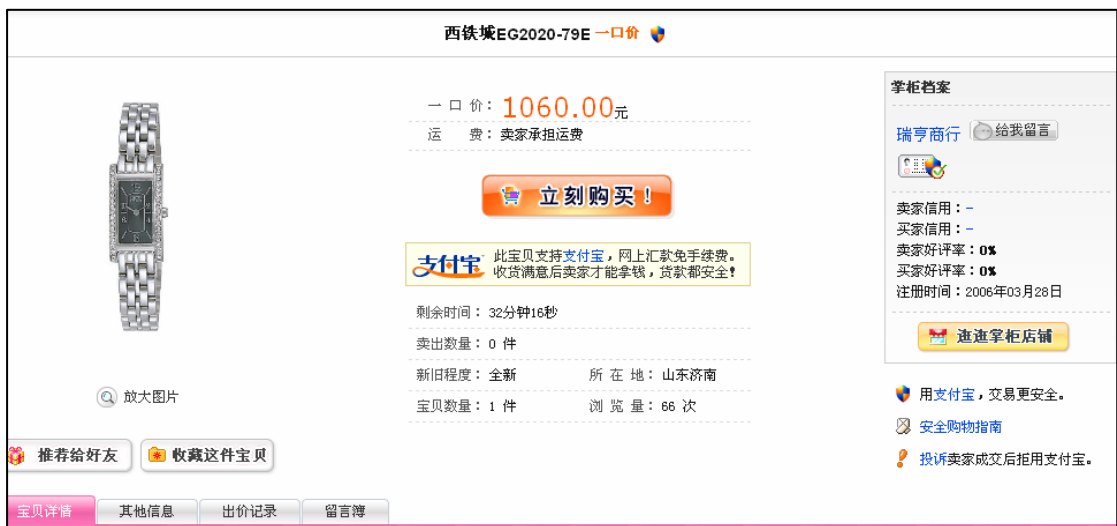 西铁城EG2020-79E 一口价
一口价：1060.00元
运 费：卖家承担运费
立刻购买！
支付宝 此宝贝支持支付宝，网上汇款免手续费。
收货满意后卖家才能拿钱，货款都安全！
剩余时间：32分钟16秒
卖出数量：0 件
新旧程度：全新 所 在 地：山东济南
宝贝数量：1 件 浏 览 量：66 次
放大图片
推荐给好友 收藏这件宝贝
掌柜档案
瑞亨商行 给我留言
卖家信用：-
买家信用：-
卖家好评率：0%
买家好评率：0%
注册时间：2006年03月28日
逛逛掌柜店铺
用支付宝，交易更安全。
安全购物指南
投诉卖家成交后拒用支付宝。
宝贝详情 其他信息 出价记录 留言簿